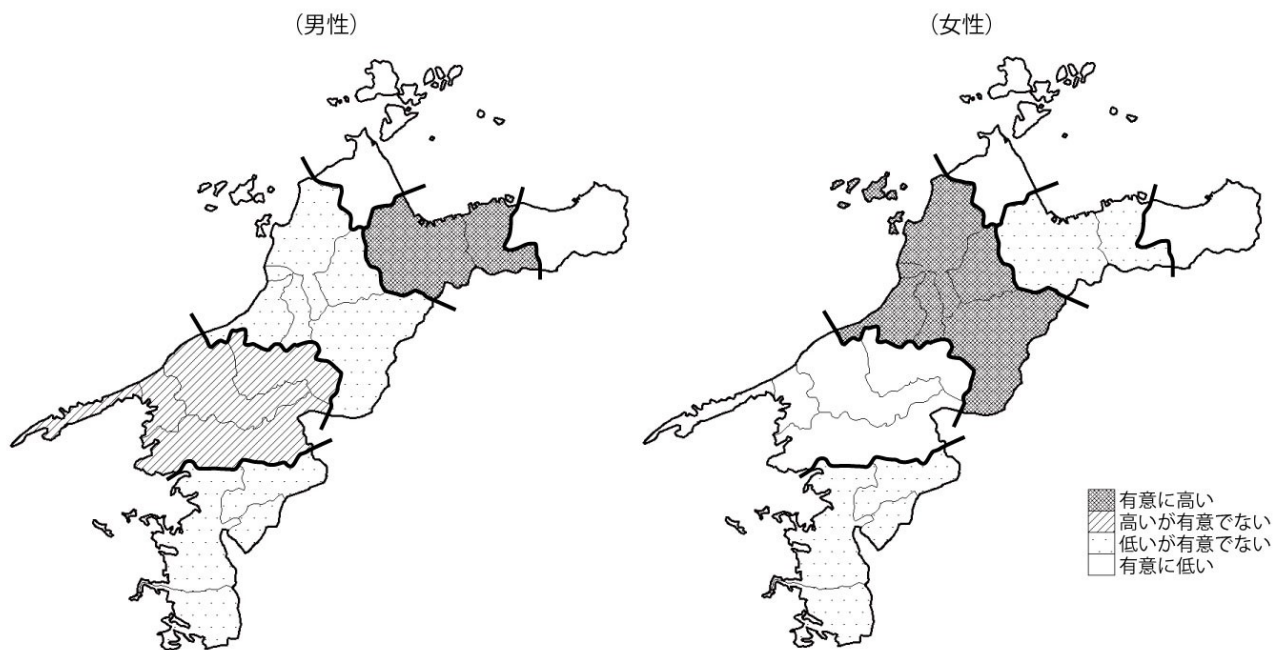 (男性)
(女性)
有意に高い
高いが有意でない
低いが有意でない
有意に低い